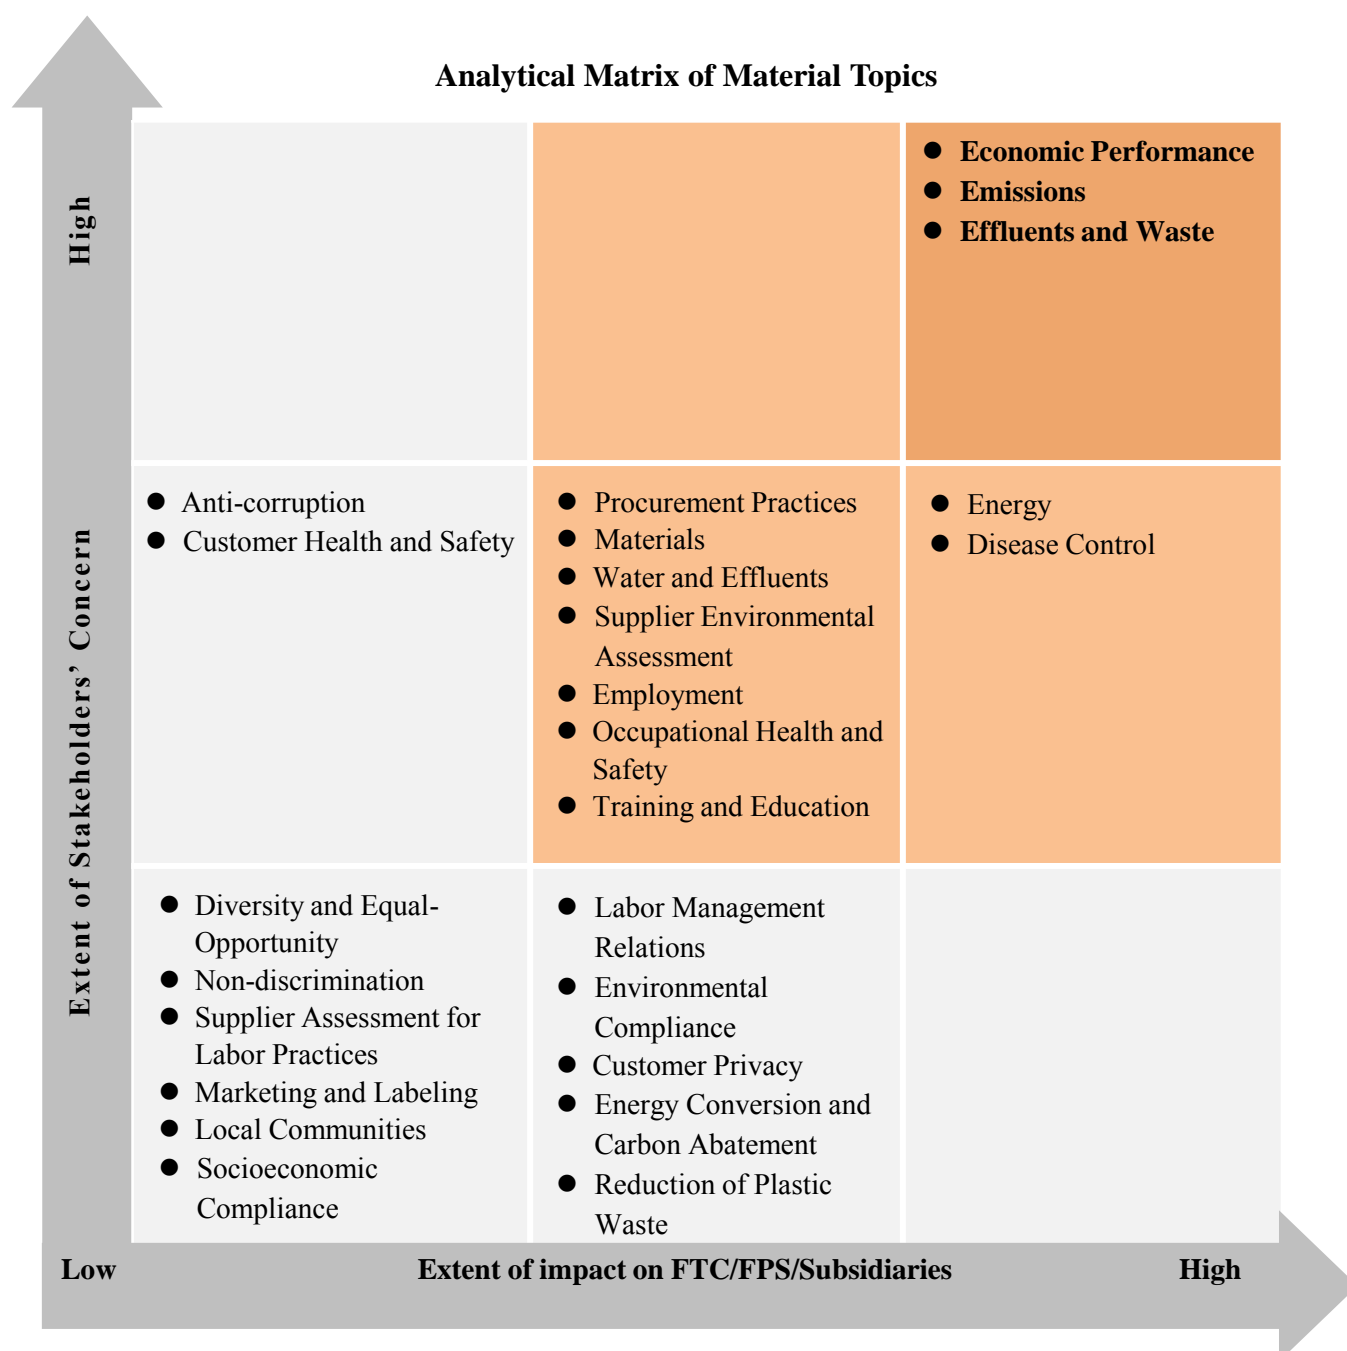 Analytical Matrix of Material Topics
High
Extent of Stakeholders’ Concern
● Economic Performance
● Emissions
● Effluents and Waste
● Anti-corruption
● Customer Health and Safety
● Procurement Practices
● Materials
● Water and Effluents
● Supplier Environmental
Assessment
● Employment
● Occupational Health and
Safety
● Training and Education
● Energy
● Disease Control
● Diversity and Equal-
Opportunity
● Non-discrimination
● Supplier Assessment for
Labor Practices
● Marketing and Labeling
● Local Communities
● Socioeconomic
Compliance
● Labor Management
Relations
● Environmental
Compliance
● Customer Privacy
● Energy Conversion and
Carbon Abatement
● Reduction of Plastic
Waste
Low
Extent of impact on FTC/FPS/Subsidiaries
High